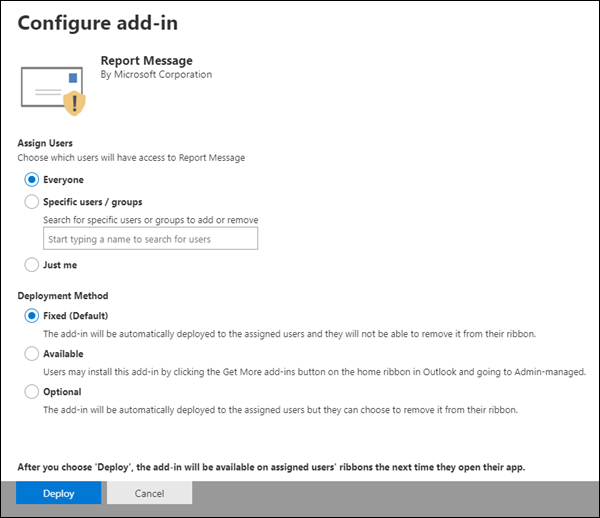 Configure add-in
Report Message
By Microsoft Corporation
Assign Users
Choose which users will have access to Report Message
Everyone
Specific users / groups
Search for specific users or groups to add or remove
Start typing a name to search for users
Just me
Deployment Method
Fixed (Default)
The add-in will be automatically deployed to the assigned users and they will not be able to remove it from their ribbon.
Available
Users may install this add-in by clicking the Get More add-ins button on the home ribbon in Outlook and going to Admin-managed.
Optional
The add-in will be automatically deployed to the assigned users but they can choose to remove it from their ribbon.
After you choose 'Deploy', the add-in will be available on assigned users' ribbons the next time they open their app.
Deploy Cancel